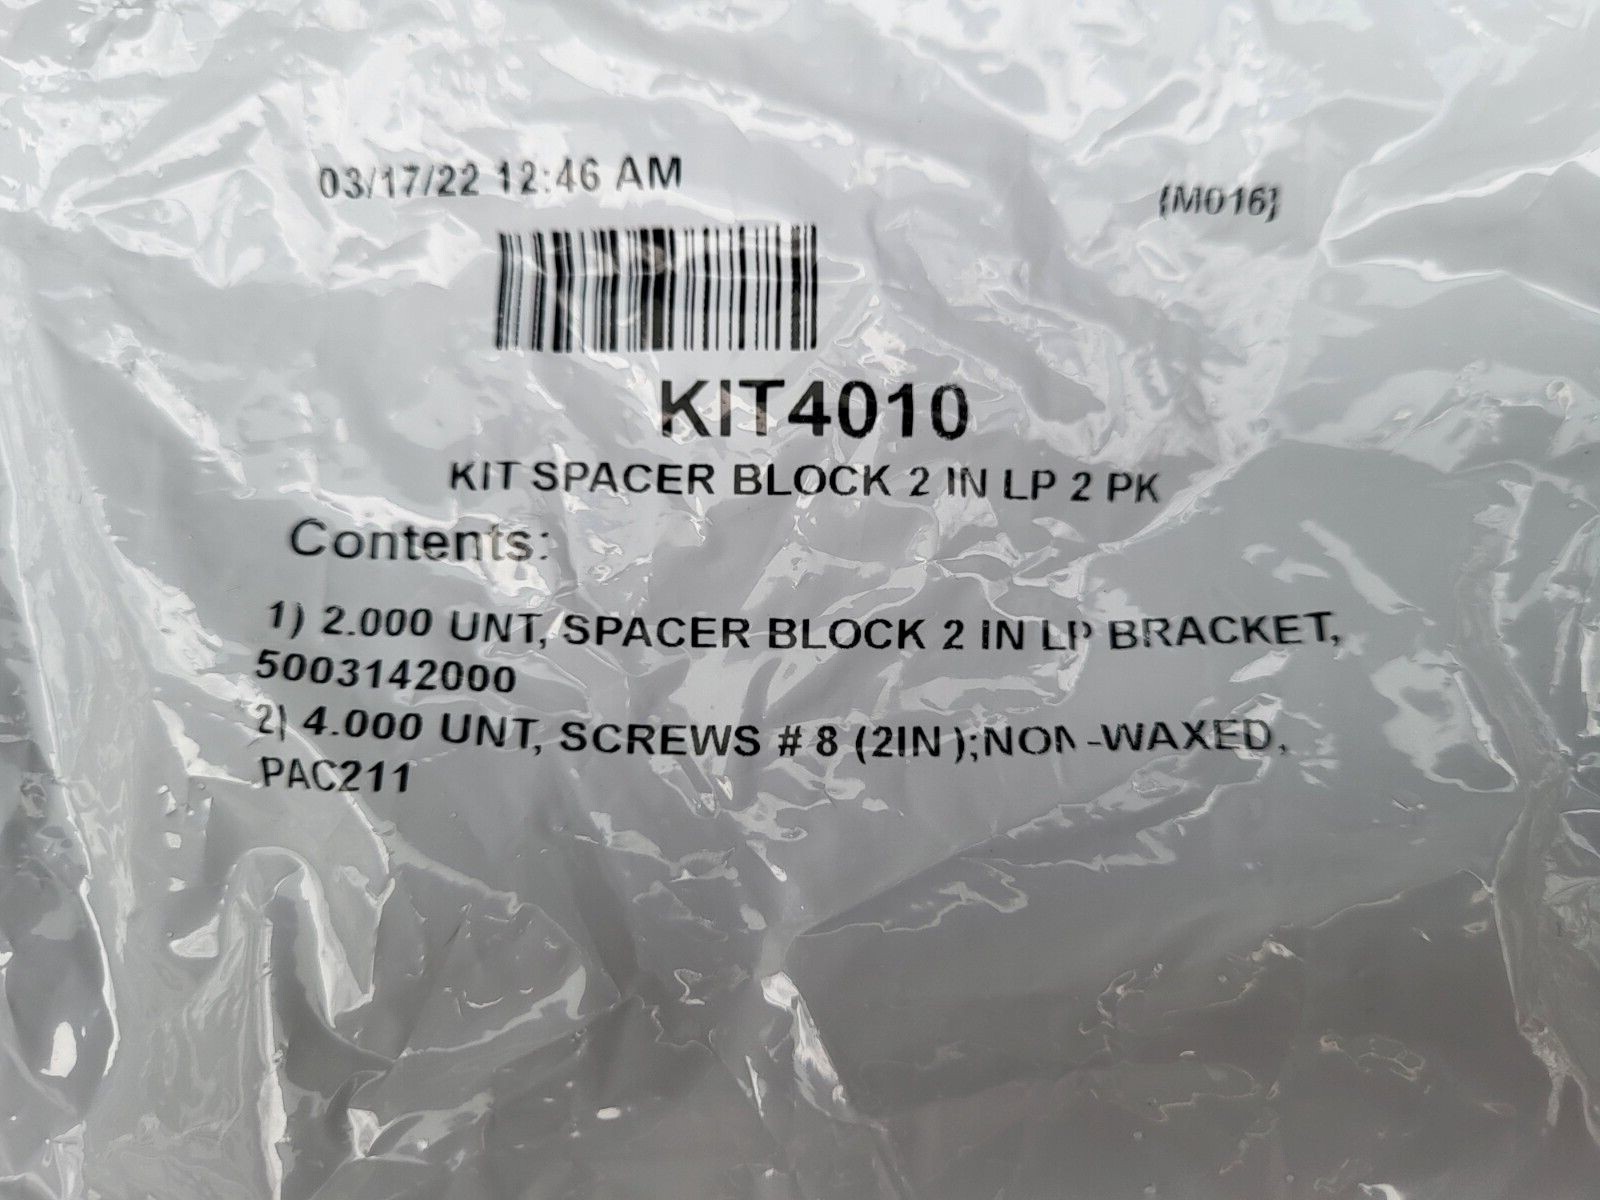 03/17/22 12:46 AM
{M016}
KIT4010
KIT SPACER BLOCK 2 IN LP 2 PK
Contents:
1) 2.000 UNT, SPACER BLOCK 2 IN LP BRACKET,
5003142000
2) 4.000 UNT, SCREWS # 8 (2IN );NON-WAXED,
PAC211